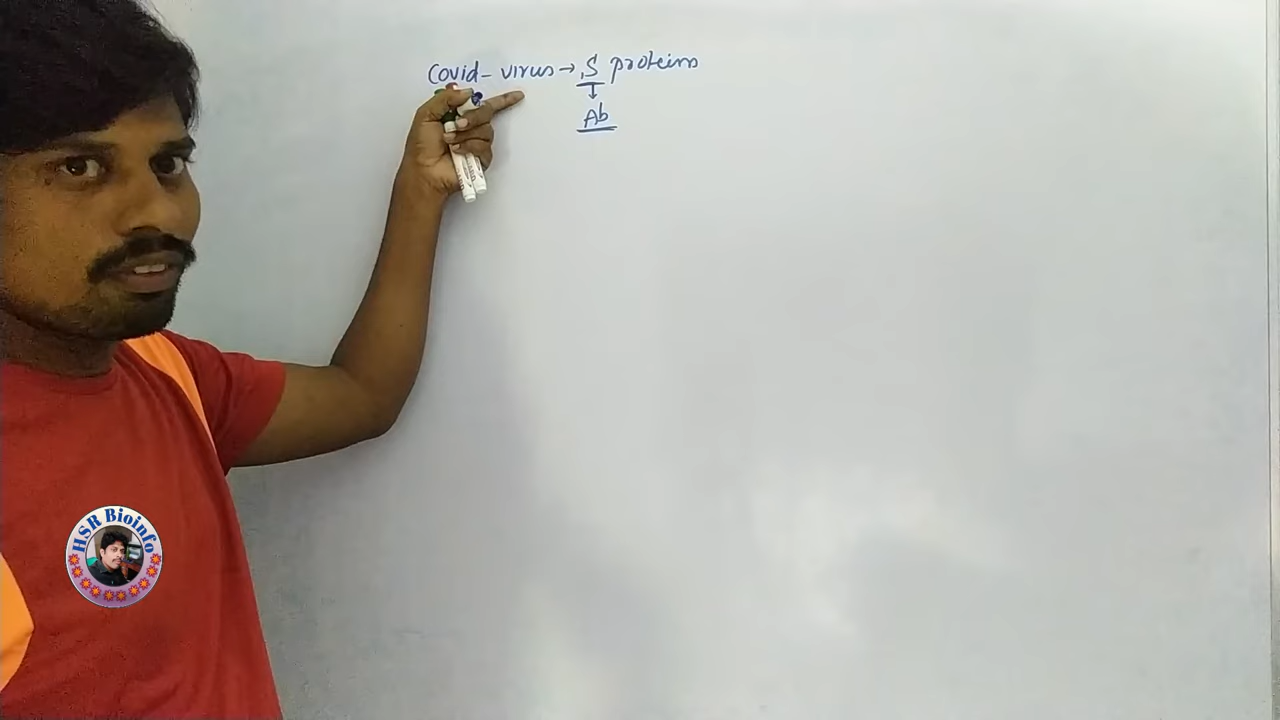 Covid - virus → S proteins
↓
Ab
HSR Bioinfo